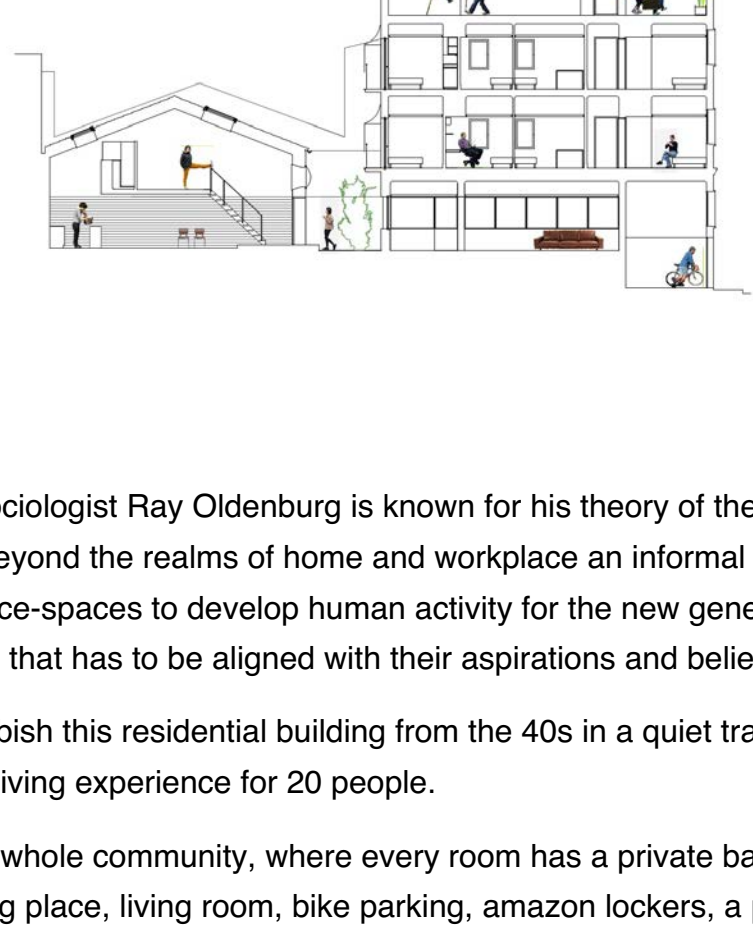 ociologist Ray Oldenburg is known for his theory of the
eyond the realms of home and workplace an informal
ce-spaces to develop human activity for the new gene
that has to be aligned with their aspirations and belie
bish this residential building from the 40s in a quiet tra
iving experience for 20 people.
whole community, where every room has a private ba
g place, living room, bike parking, amazon lockers, a p